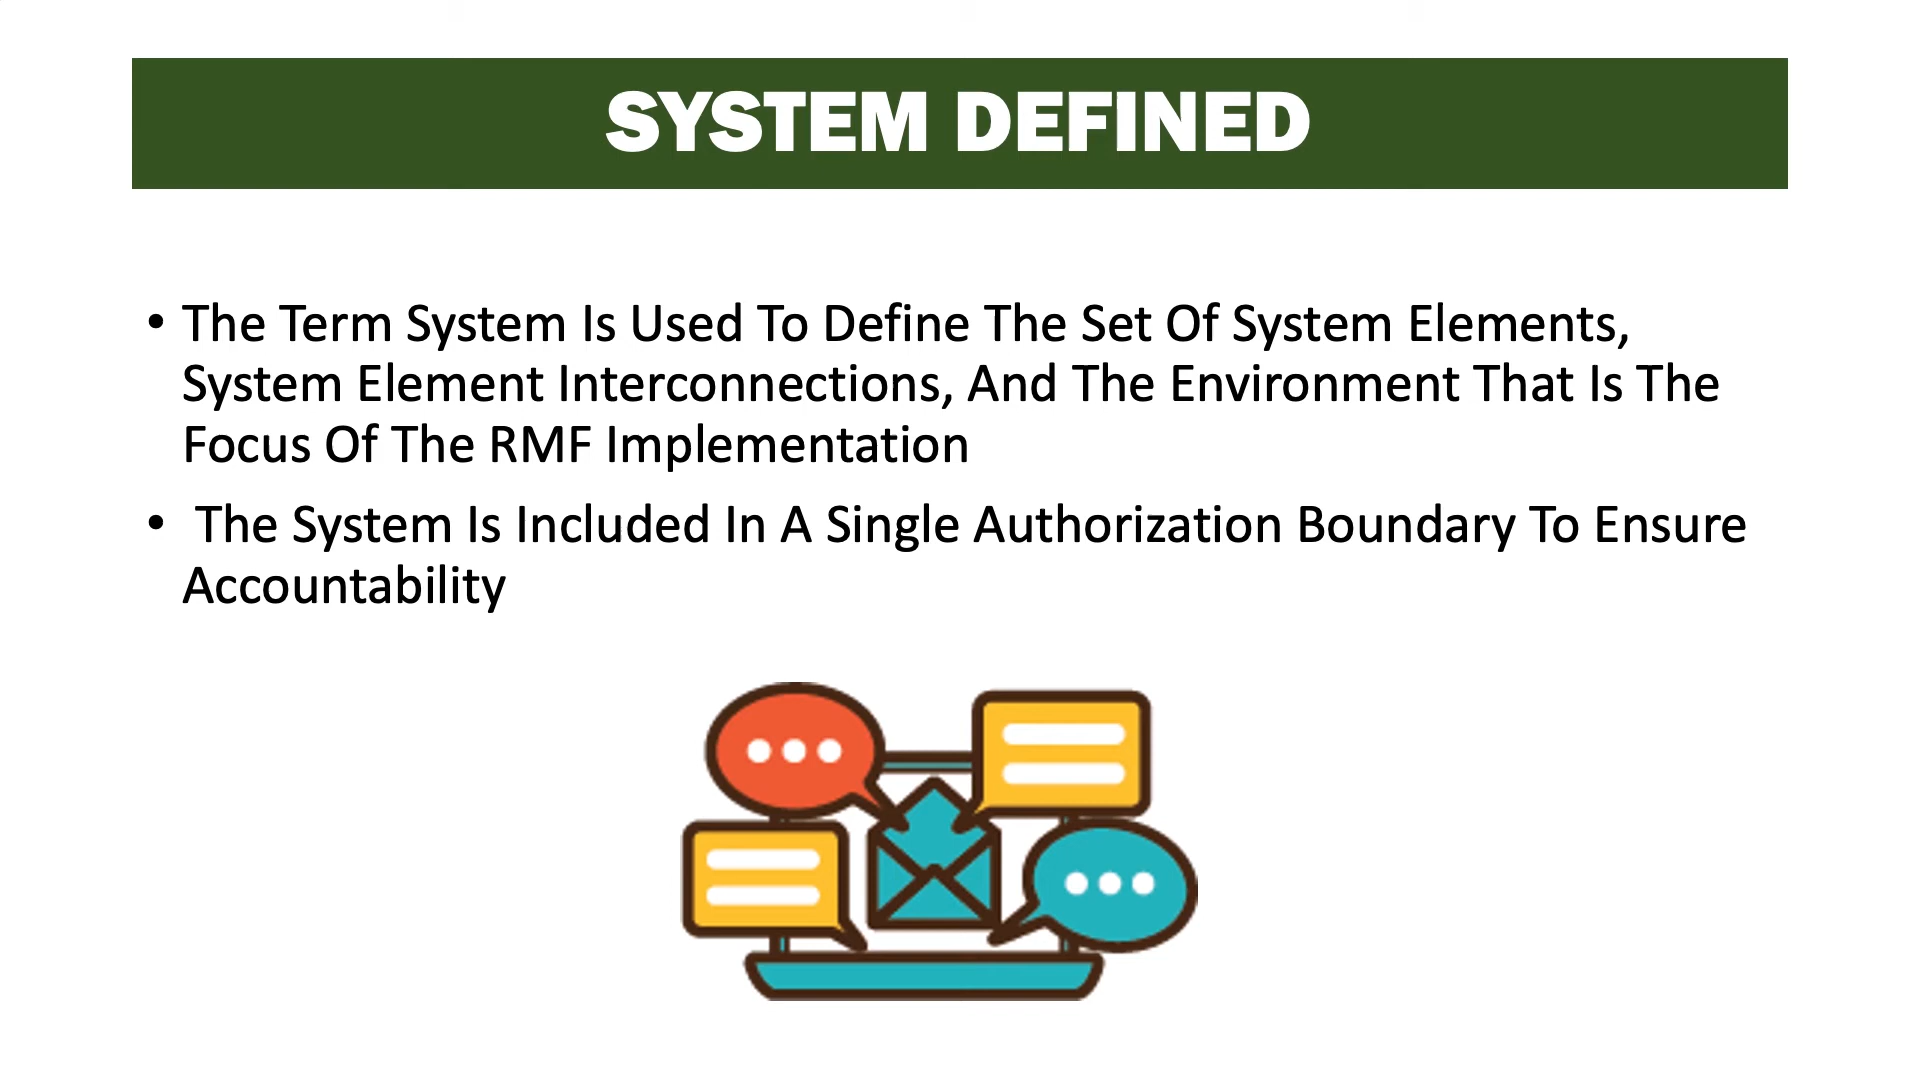 SYSTEM DEFINED
• The Term System Is Used To Define The Set Of System Elements,
System Element Interconnections, And The Environment That Is The
Focus Of The RMF Implementation
• The System Is Included In A Single Authorization Boundary To Ensure
Accountability